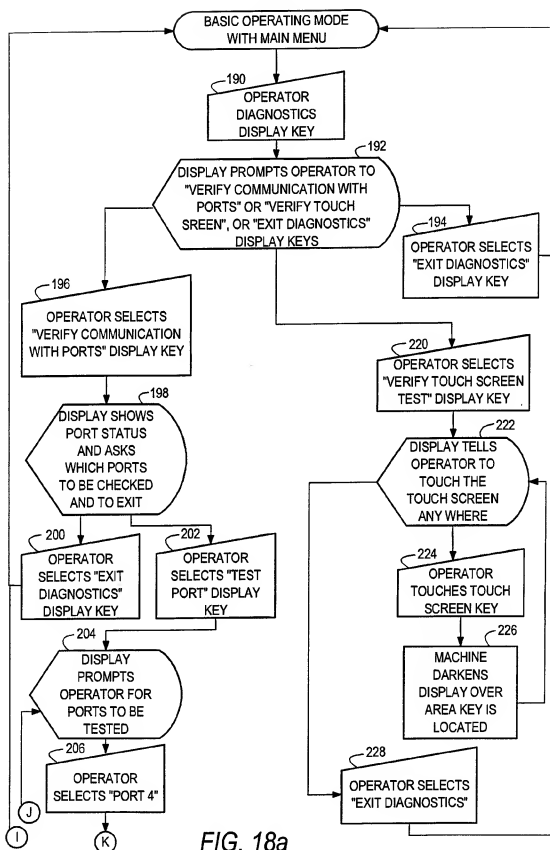 BASIC OPERATING MODE
WITH MAIN MENU
190
OPERATOR
DIAGNOSTICS
DISPLAY KEY
192
DISPLAY PROMPTS OPERATOR TO
"VERIFY COMMUNICATION WITH
PORTS" OR "VERIFY TOUCH
SREEN", OR "EXIT DIAGNOSTICS"
DISPLAY KEYS
194
OPERATOR SELECTS
"EXIT DIAGNOSTICS"
DISPLAY KEY
196
OPERATOR SELECTS
"VERIFY COMMUNICATION
WITH PORTS" DISPLAY KEY
198
DISPLAY SHOWS
PORT STATUS
AND ASKS
WHICH PORTS
TO BE CHECKED
AND TO EXIT
200
OPERATOR
SELECTS "EXIT
DIAGNOSTICS"
DISPLAY KEY
202
OPERATOR
SELECTS "TEST
PORT" DISPLAY
KEY
204
DISPLAY
PROMPTS
OPERATOR FOR
PORTS TO BE
TESTED
206
OPERATOR
SELECTS "PORT 4"
J
I
K
220
OPERATOR SELECTS
"VERIFY TOUCH SCREEN
TEST" DISPLAY KEY
222
DISPLAY TELLS
OPERATOR TO
TOUCH THE
TOUCH SCREEN
ANY WHERE
224
OPERATOR
TOUCHES TOUCH
SCREEN KEY
226
MACHINE
DARKENS
DISPLAY OVER
AREA KEY IS
LOCATED
228
OPERATOR SELECTS
"EXIT DIAGNOSTICS"
FIG. 18a